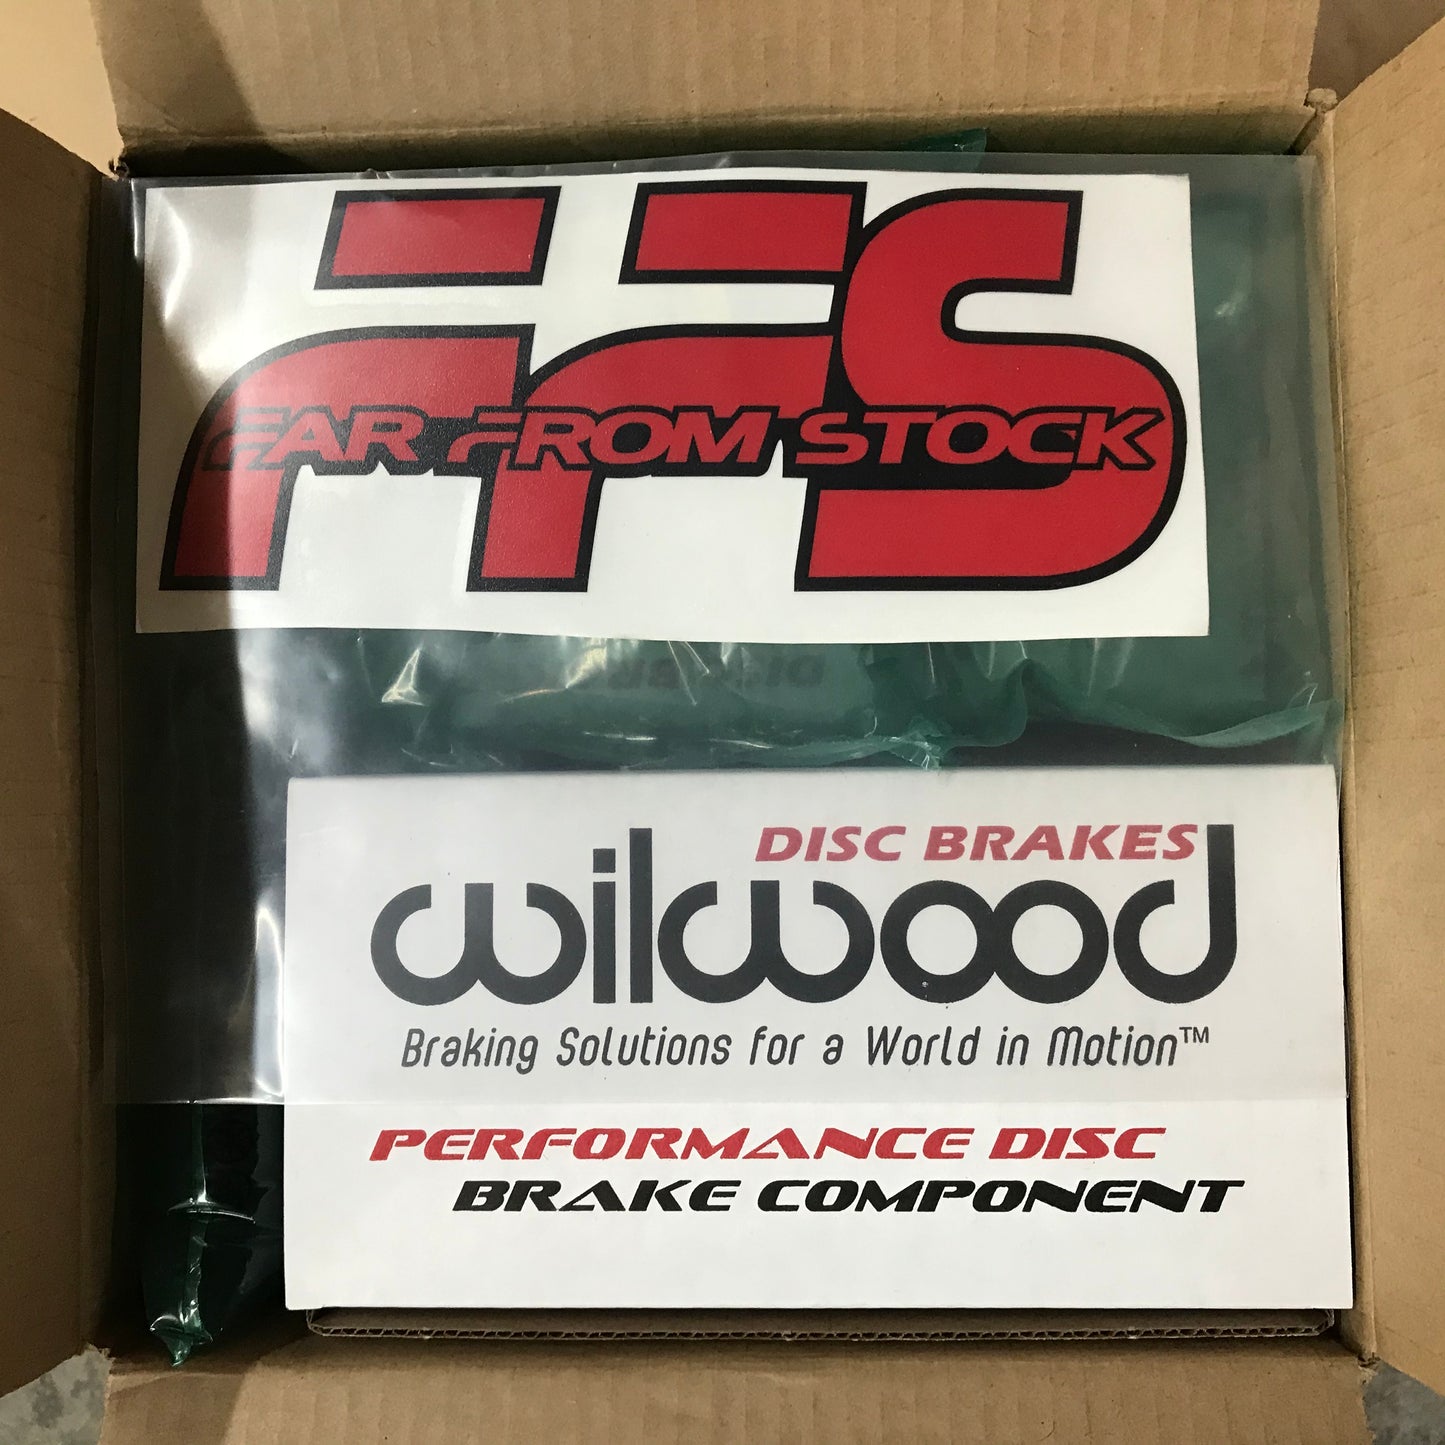 FFS
FAR FROM STOCK
DISC BRAKES
wilwood
Braking Solutions for a World in Motion™
PERFORMANCE DISC
BRAKE COMPONENT